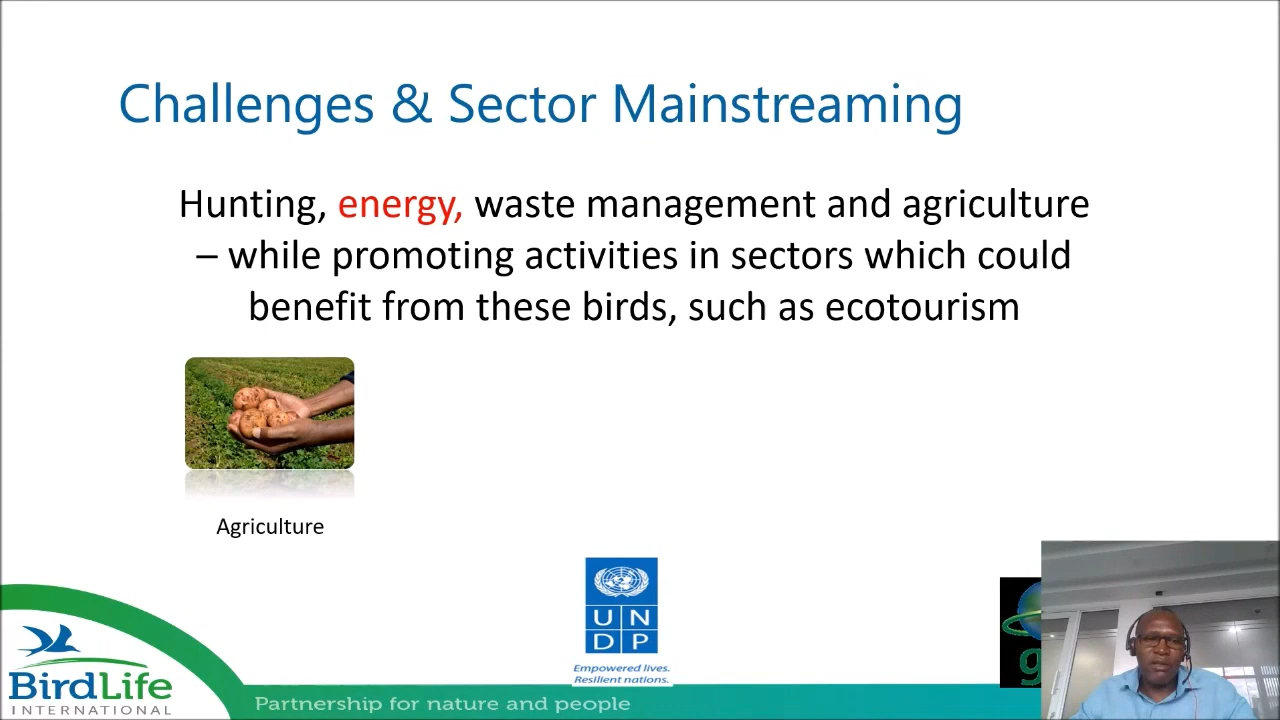 Challenges & Sector Mainstreaming
Hunting, energy, waste management and agriculture
– while promoting activities in sectors which could
benefit from these birds, such as ecotourism
Agriculture
U N
D P
Empowered lives.
Resilient nations.
BirdLife
INTERNATIONAL
Partnership for nature and people
g